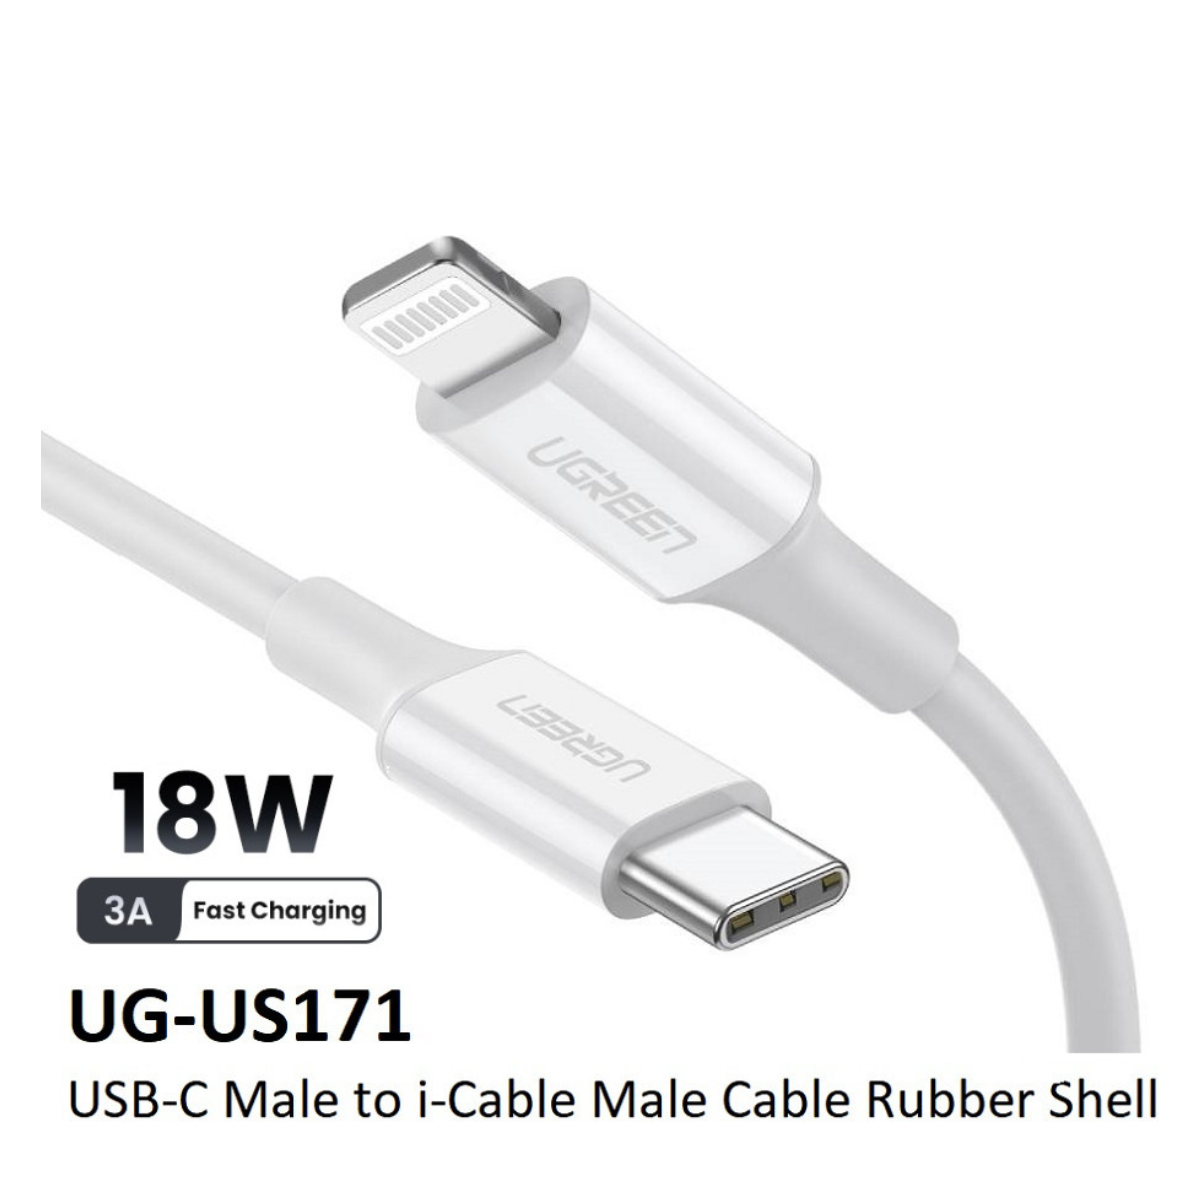 UGREEN
UGREEN
18W
3A Fast Charging
UG-US171
USB-C Male to i-Cable Male Cable Rubber Shell